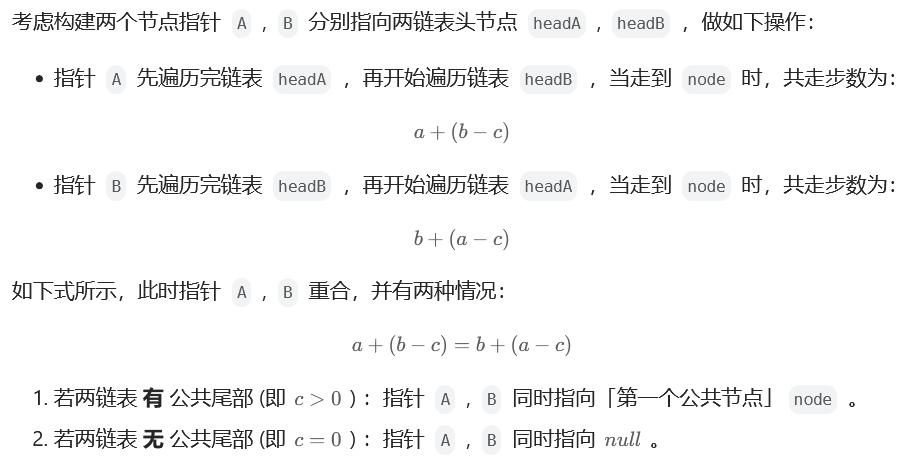 考虑构建两个节点指针 A , B 分别指向两链表头节点 headA , headB ,做如下操作:
• 指针 A 先遍历完链表 headA ,再开始遍历链表 headB ,当走到 node 时,共走步数为:
a + (b − c)
• 指针 B 先遍历完链表 headB ,再开始遍历链表 headA ,当走到 node 时,共走步数为:
b + (a − c)
如下式所示,此时指针 A , B 重合,并有两种情况:
a + (b − c) = b + (a − c)
1. 若两链表 有 公共尾部 (即 c > 0 ) :指针 A , B 同时指向「第一个公共节点」 node 。
2. 若两链表 无 公共尾部 (即 c = 0 ) :指针 A , B 同时指向 null 。